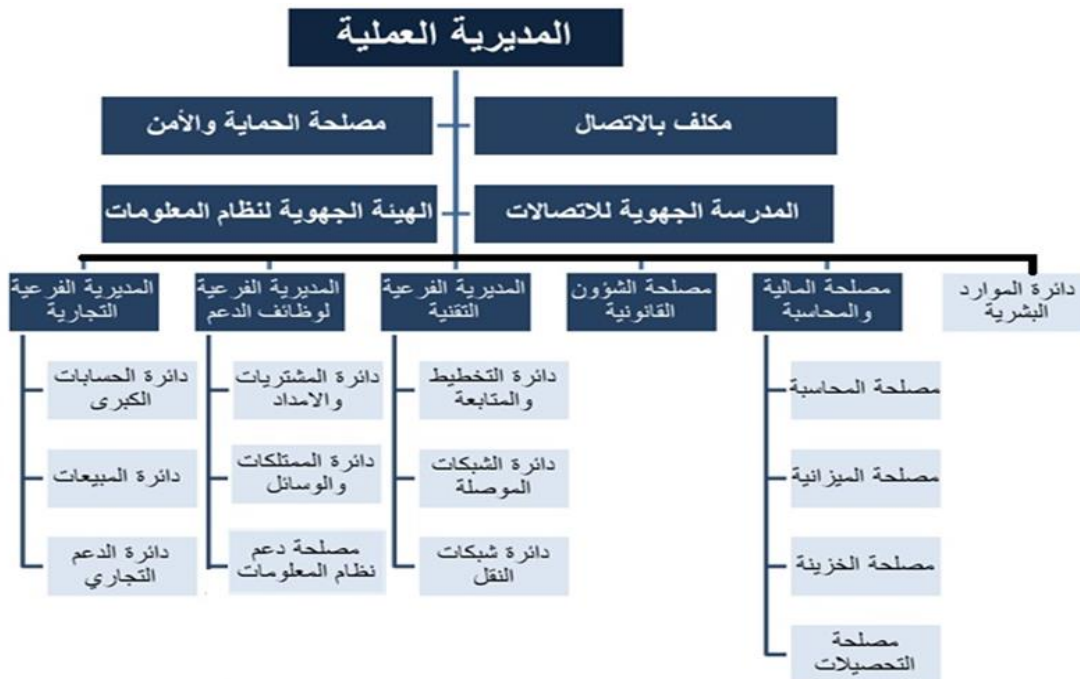 المديرية العملية
مكلف بالاتصال
مصلحة الحماية والأمن
المدرسة الجهوية للاتصالات
الهيئة الجهوية لنظام المعلومات
دائرة الموارد
البشرية
مصلحة المالية
والمحاسبة
مصلحة الشؤون
القانونية
المديرية الفرعية
التقنية
المديرية الفرعية
لوظائف الدعم
المديرية الفرعية
التجارية
مصلحة المحاسبة
مصلحة الميزانية
مصلحة الخزينة
مصلحة
التحصيلات
دائرة التخطيط
والمتابعة
دائرة الشبكات
الموصلة
دائرة شبكات
النقل
دائرة المشتريات
والامداد
دائرة الممتلكات
والوسائل
مصلحة دعم
نظام المعلومات
دائرة الحسابات
الكبرى
دائرة المبيعات
دائرة الدعم
التجاري